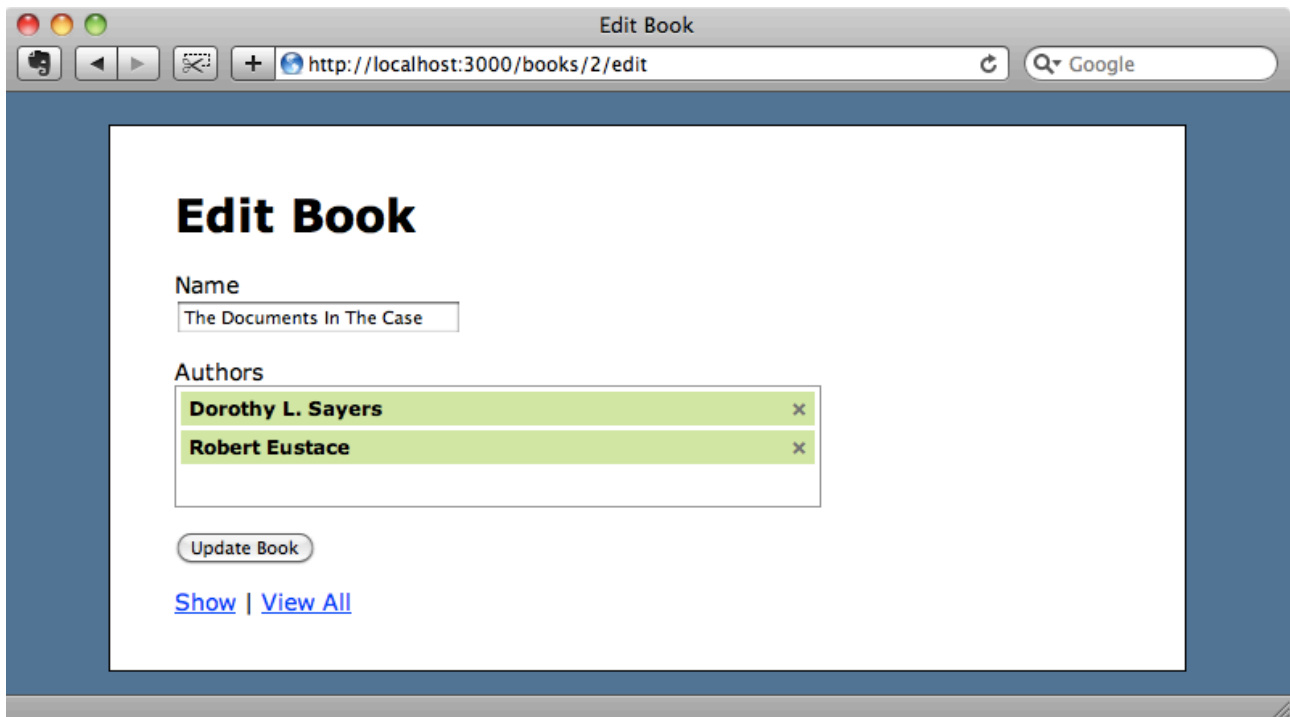 Edit Book
http://localhost:3000/books/2/edit
Google
Edit Book
Name
The Documents In The Case
Authors
Dorothy L. Sayers ×
Robert Eustace ×
Update Book
Show | View All